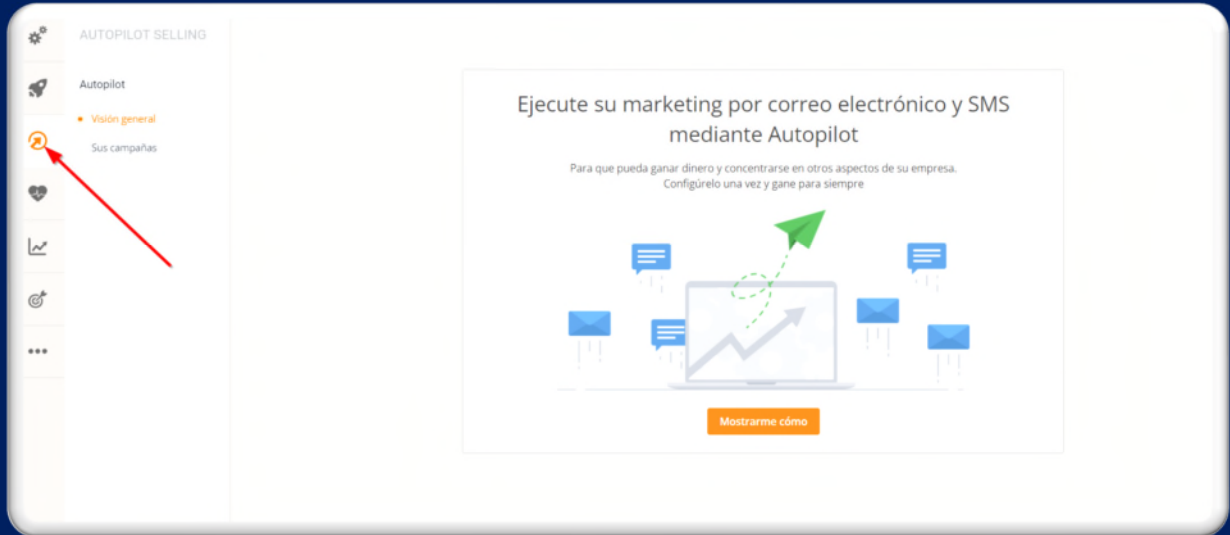 AUTOPILOT SELLING
Autopilot
Visión general
Sus campañas
Ejecute su marketing por correo electrónico y SMS
mediante Autopilot
Para que pueda ganar dinero y concentrarse en otros aspectos de su empresa.
Configúrelo una vez y gane para siempre
Mostrarme cómo